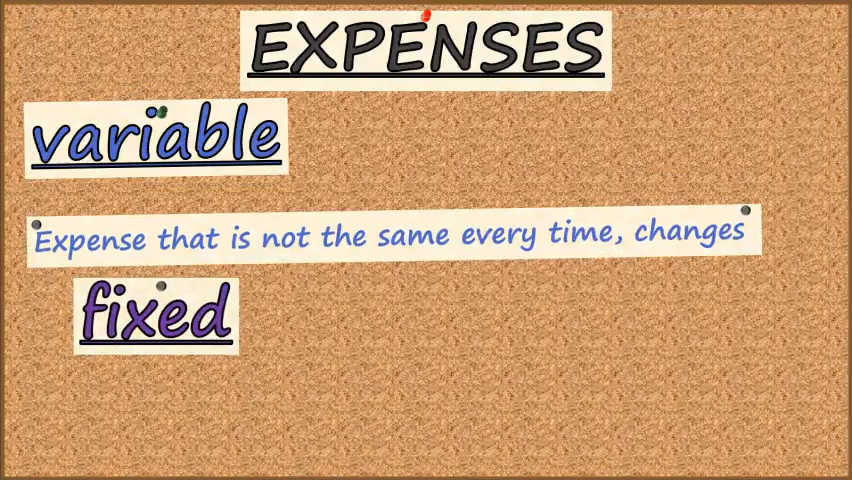 EXPENSES
variable
Expense that is not the same every time, changes
fixed